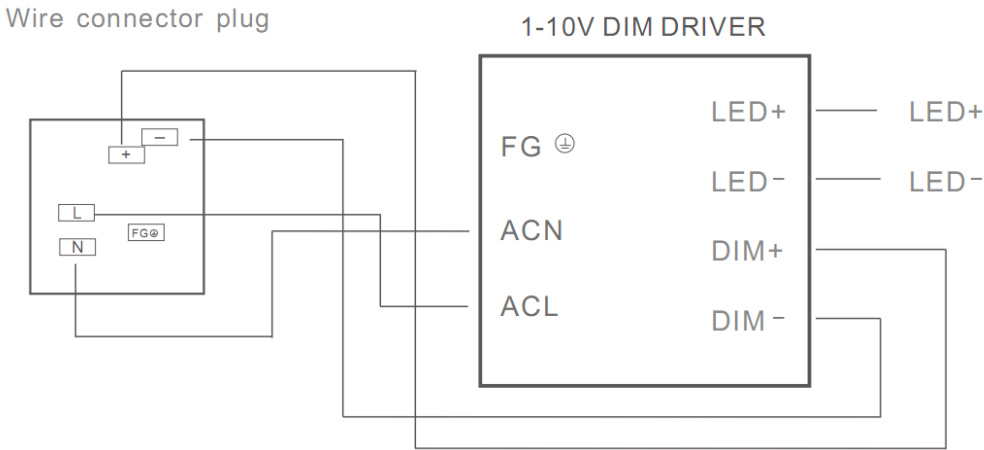 Wire connector plug
1-10V DIM DRIVER
−
+
L
FG⏚
N
FG ⏚
ACN
ACL
LED+
LED−
DIM+
DIM−
LED+
LED−